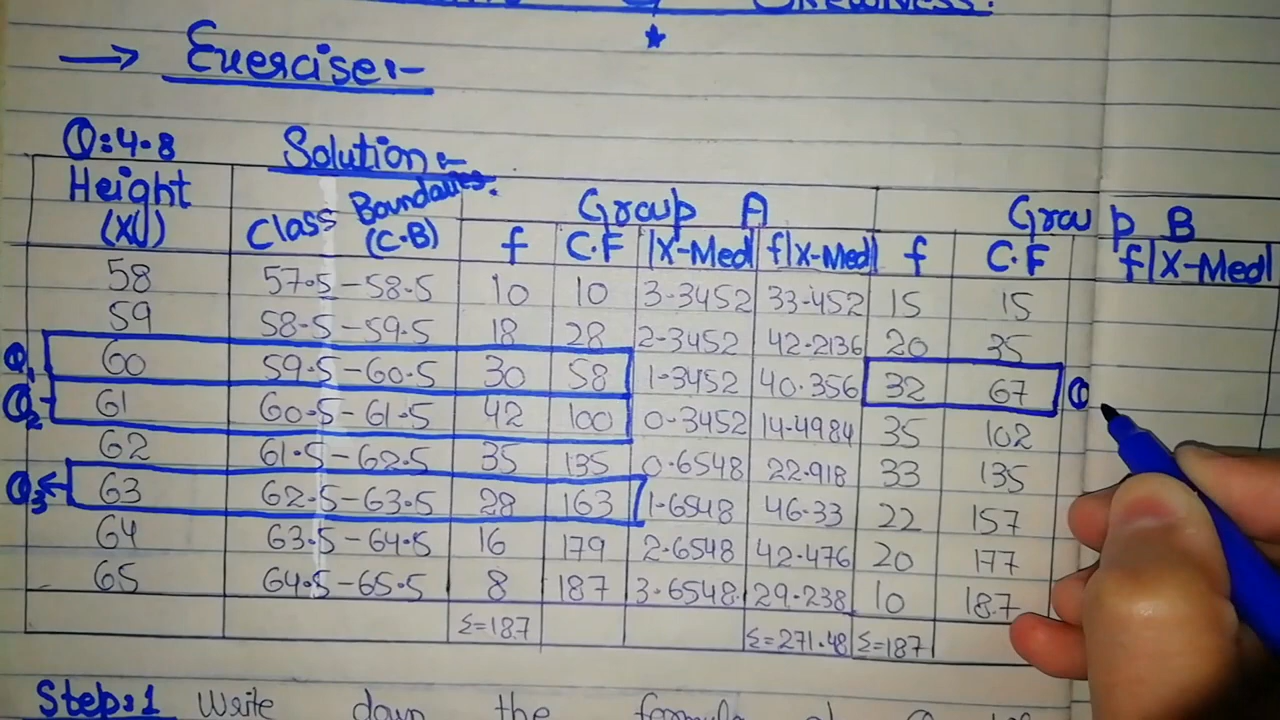 Skewness.
→ Exercise:-
Q:4.8 Solution:-
Height (Xi) Class Boundaries. (C.B) Group A Group B
f C.F |X-Med| f|X-Med| f C.F f|X-Med|
58 57.5-58.5 10 10 3.3452 33.452 15 15
59 58.5-59.5 18 28 2.3452 42.2136 20 35
Q1 60 59.5-60.5 30 58 1.3452 40.356 32 67 Q
Q2 61 60.5-61.5 42 100 0.3452 14.4984 35 102
62 61.5-62.5 35 135 0.6548 22.918 33 135
Q3 63 62.5-63.5 28 163 1.6548 46.33 22 157
64 63.5-64.5 16 179 2.6548 42.476 20 177
65 64.5-65.5 8 187 3.6548 29.238 10 187
Σ=187 Σ=271.48 Σ=187
Step:1 Write down the formula of